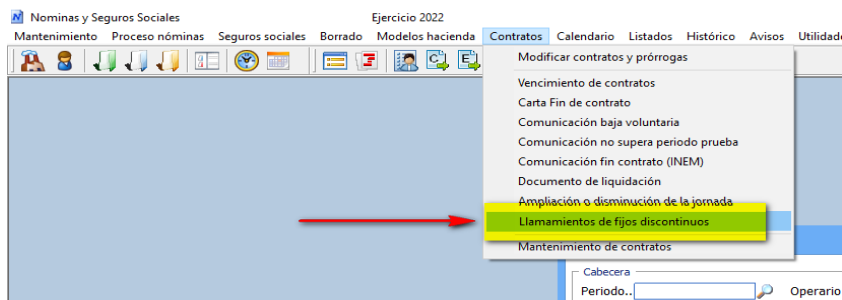 Nominas y Seguros Sociales Ejercicio 2022
Mantenimiento Proceso nóminas Seguros sociales Borrado Modelos hacienda Contratos Calendario Listados Histórico Avisos Utilidade
Modificar contratos y prórrogas
Vencimiento de contratos
Carta Fin de contrato
Comunicación baja voluntaria
Comunicación no supera periodo prueba
Comunicación fin contrato (INEM)
Documento de liquidación
Ampliación o disminución de la jornada
Llamamientos de fijos discontinuos
Mantenimiento de contratos
Cabecera
Periodo.. Operario